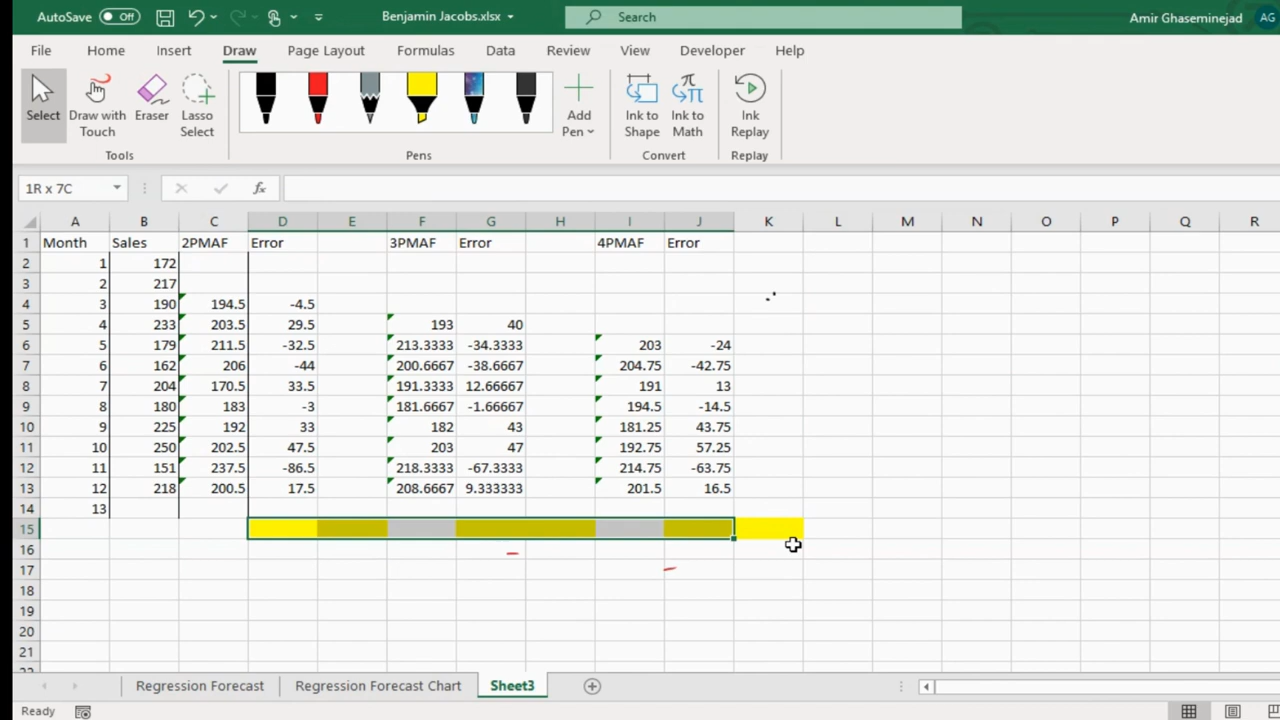 AutoSave Off Benjamin Jacobs.xlsx Search Amir Ghaseminejad AG
File Home Insert Draw Page Layout Formulas Data Review View Developer Help
Select Draw with Touch Eraser Lasso Select Add Pen Ink to Shape Ink to Math Ink Replay
Tools Pens Convert Replay
1R x 7C fx
A B C D E F G H I J K L M N O P Q R
1 Month Sales 2PMAF Error 3PMAF Error 4PMAF Error
2 1 172
3 2 217
4 3 190 194.5 -4.5
5 4 233 203.5 29.5 193 40
6 5 179 211.5 -32.5 213.3333 -34.3333 203 -24
7 6 162 206 -44 200.6667 -38.6667 204.75 -42.75
8 7 204 170.5 33.5 191.3333 12.66667 191 13
9 8 180 183 -3 181.6667 -1.66667 194.5 -14.5
10 9 225 192 33 182 43 181.25 43.75
11 10 250 202.5 47.5 203 47 192.75 57.25
12 11 151 237.5 -86.5 218.3333 -67.3333 214.75 -63.75
13 12 218 200.5 17.5 208.6667 9.333333 201.5 16.5
14 13
15
16
17
18
19
20
21
Regression Forecast Regression Forecast Chart Sheet3
Ready